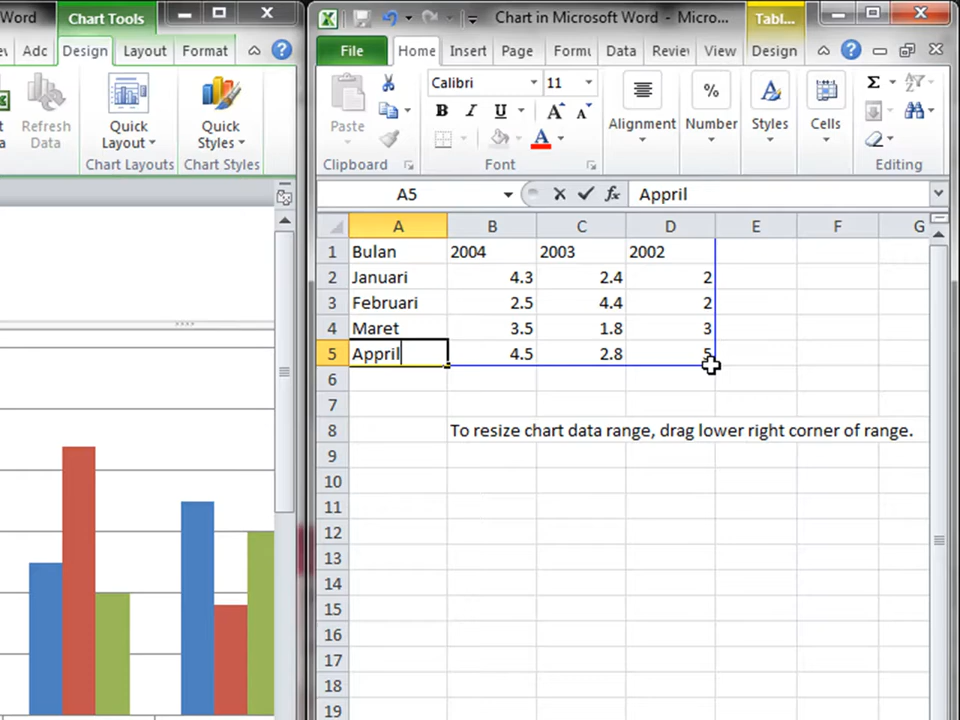 Word
Chart Tools
Chart in Microsoft Word - Micro...
Tabl...
Adc Design Layout Format
File Home Insert Page Formu Data Review View Design
Refresh Data
Quick Layout
Quick Styles
Chart Layouts Chart Styles
Paste
Calibri 11
B I U A A
A
Alignment
Number
Styles
Cells
Clipboard Font Editing
A5 fx Appril
A B C D E F G
1 Bulan 2004 2003 2002
2 Januari 4.3 2.4 2
3 Februari 2.5 4.4 2
4 Maret 3.5 1.8 3
5 Appril 4.5 2.8 5
6
7
8 To resize chart data range, drag lower right corner of range.
9
10
11
12
13
14
15
16
17
18
19